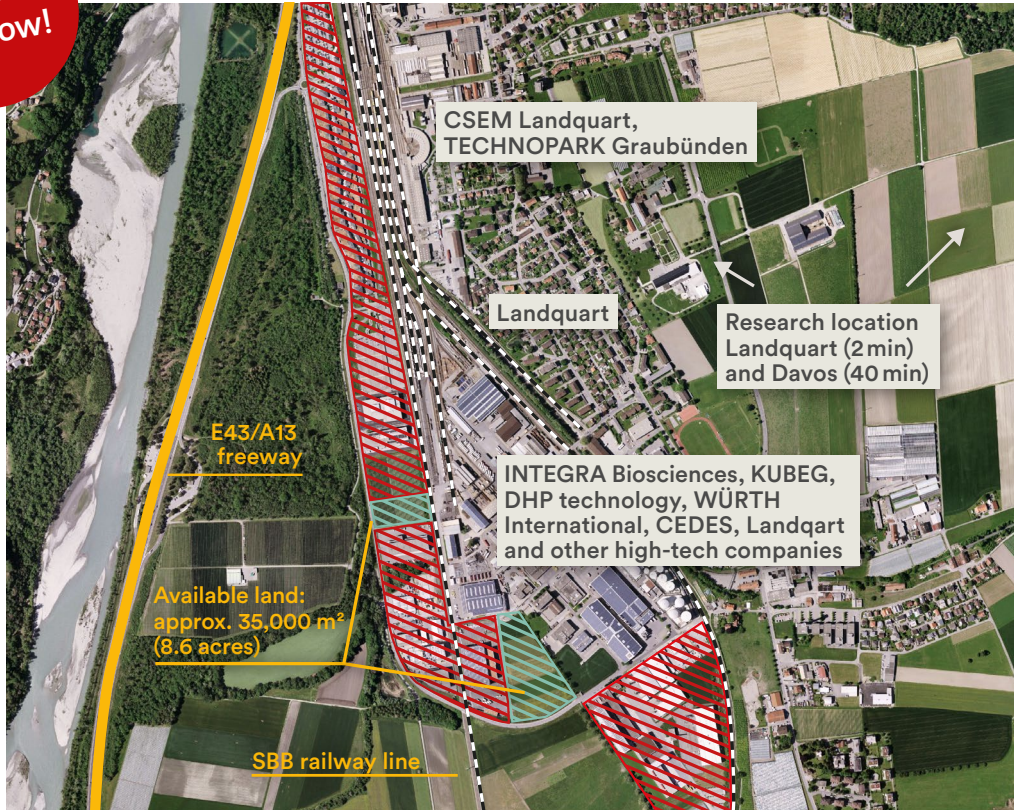 ow!
CSEM Landquart,
TECHNOPARK Graubünden
Landquart
Research location
Landquart (2 min)
and Davos (40 min)
E43/A13
freeway
INTEGRA Biosciences, KUBEG,
DHP technology, WÜRTH
International, CEDES, Landqart
and other high-tech companies
Available land:
approx. 35,000 m²
(8.6 acres)
SBB railway line